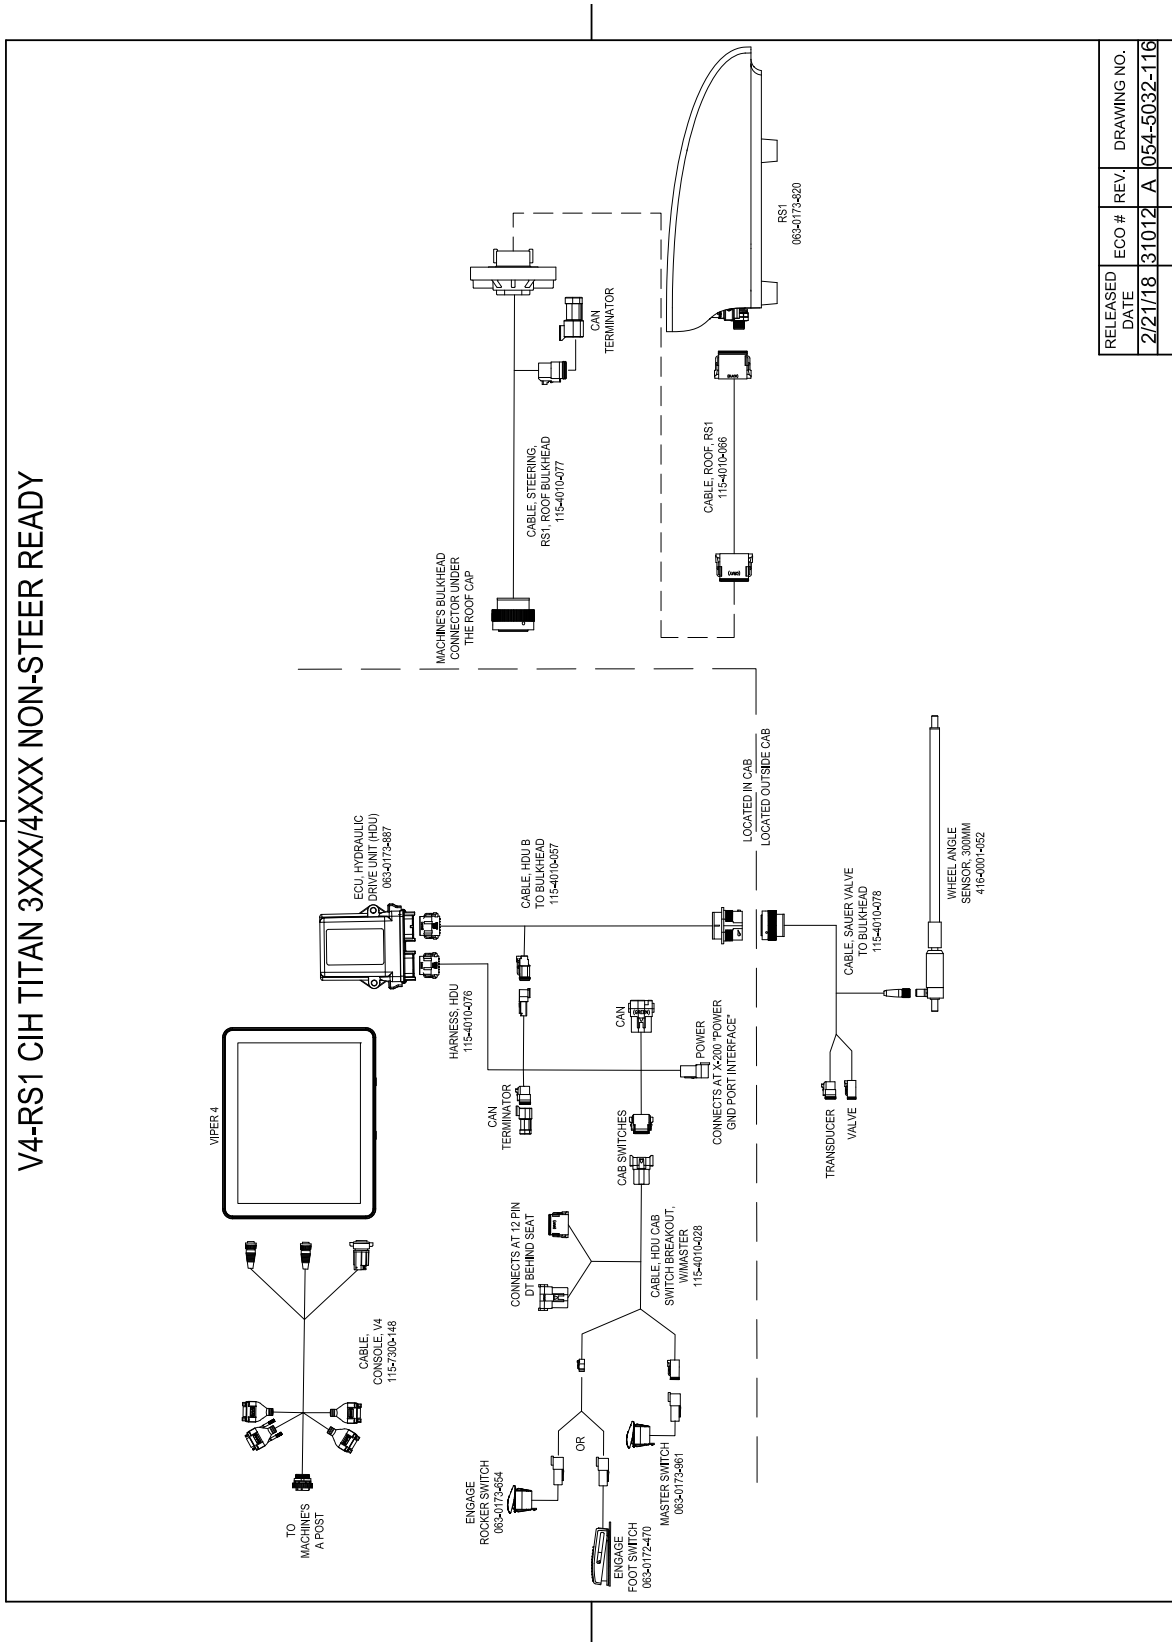 V4-RS1 CIH TITAN 3XXX/4XXX NON-STEER READY
VIPER 4
TO
MACHINE'S
A POST
CABLE,
CONSOLE, V4
115-7300-148
ECU, HYDRAULIC
DRIVE UNIT (HDU)
063-0173-887
HARNESS, HDU
115-4010-076
CABLE, HDU B
TO BULKHEAD
115-4010-057
CAN
TERMINATOR
CAN
POWER
CONNECTS AT X-200 "POWER
GND PORT INTERFACE"
CAB SWITCHES
CONNECTS AT 12 PIN
DT BEHIND SEAT
CABLE, HDU CAB
SWITCH BREAKOUT,
W/MASTER
115-4010-028
ENGAGE
ROCKER SWITCH
063-0173-654
OR
ENGAGE
FOOT SWITCH
063-0172-470
MASTER SWITCH
063-0173-961
LOCATED IN CAB
LOCATED OUTSIDE CAB
TRANSDUCER
VALVE
CABLE, SAUER VALVE
TO BULKHEAD
115-4010-078
WHEEL ANGLE
SENSOR, 300MM
416-0001-052
MACHINE'S BULKHEAD
CONNECTOR UNDER
THE ROOF CAP
CABLE, STEERING,
RS1, ROOF BULKHEAD
115-4010-077
CAN
TERMINATOR
CABLE, ROOF, RS1
115-4010-066
RS1
063-0173-820
RELEASED
DATE
ECO #
REV.
DRAWING NO.
2/21/18
31012
A
054-5032-116